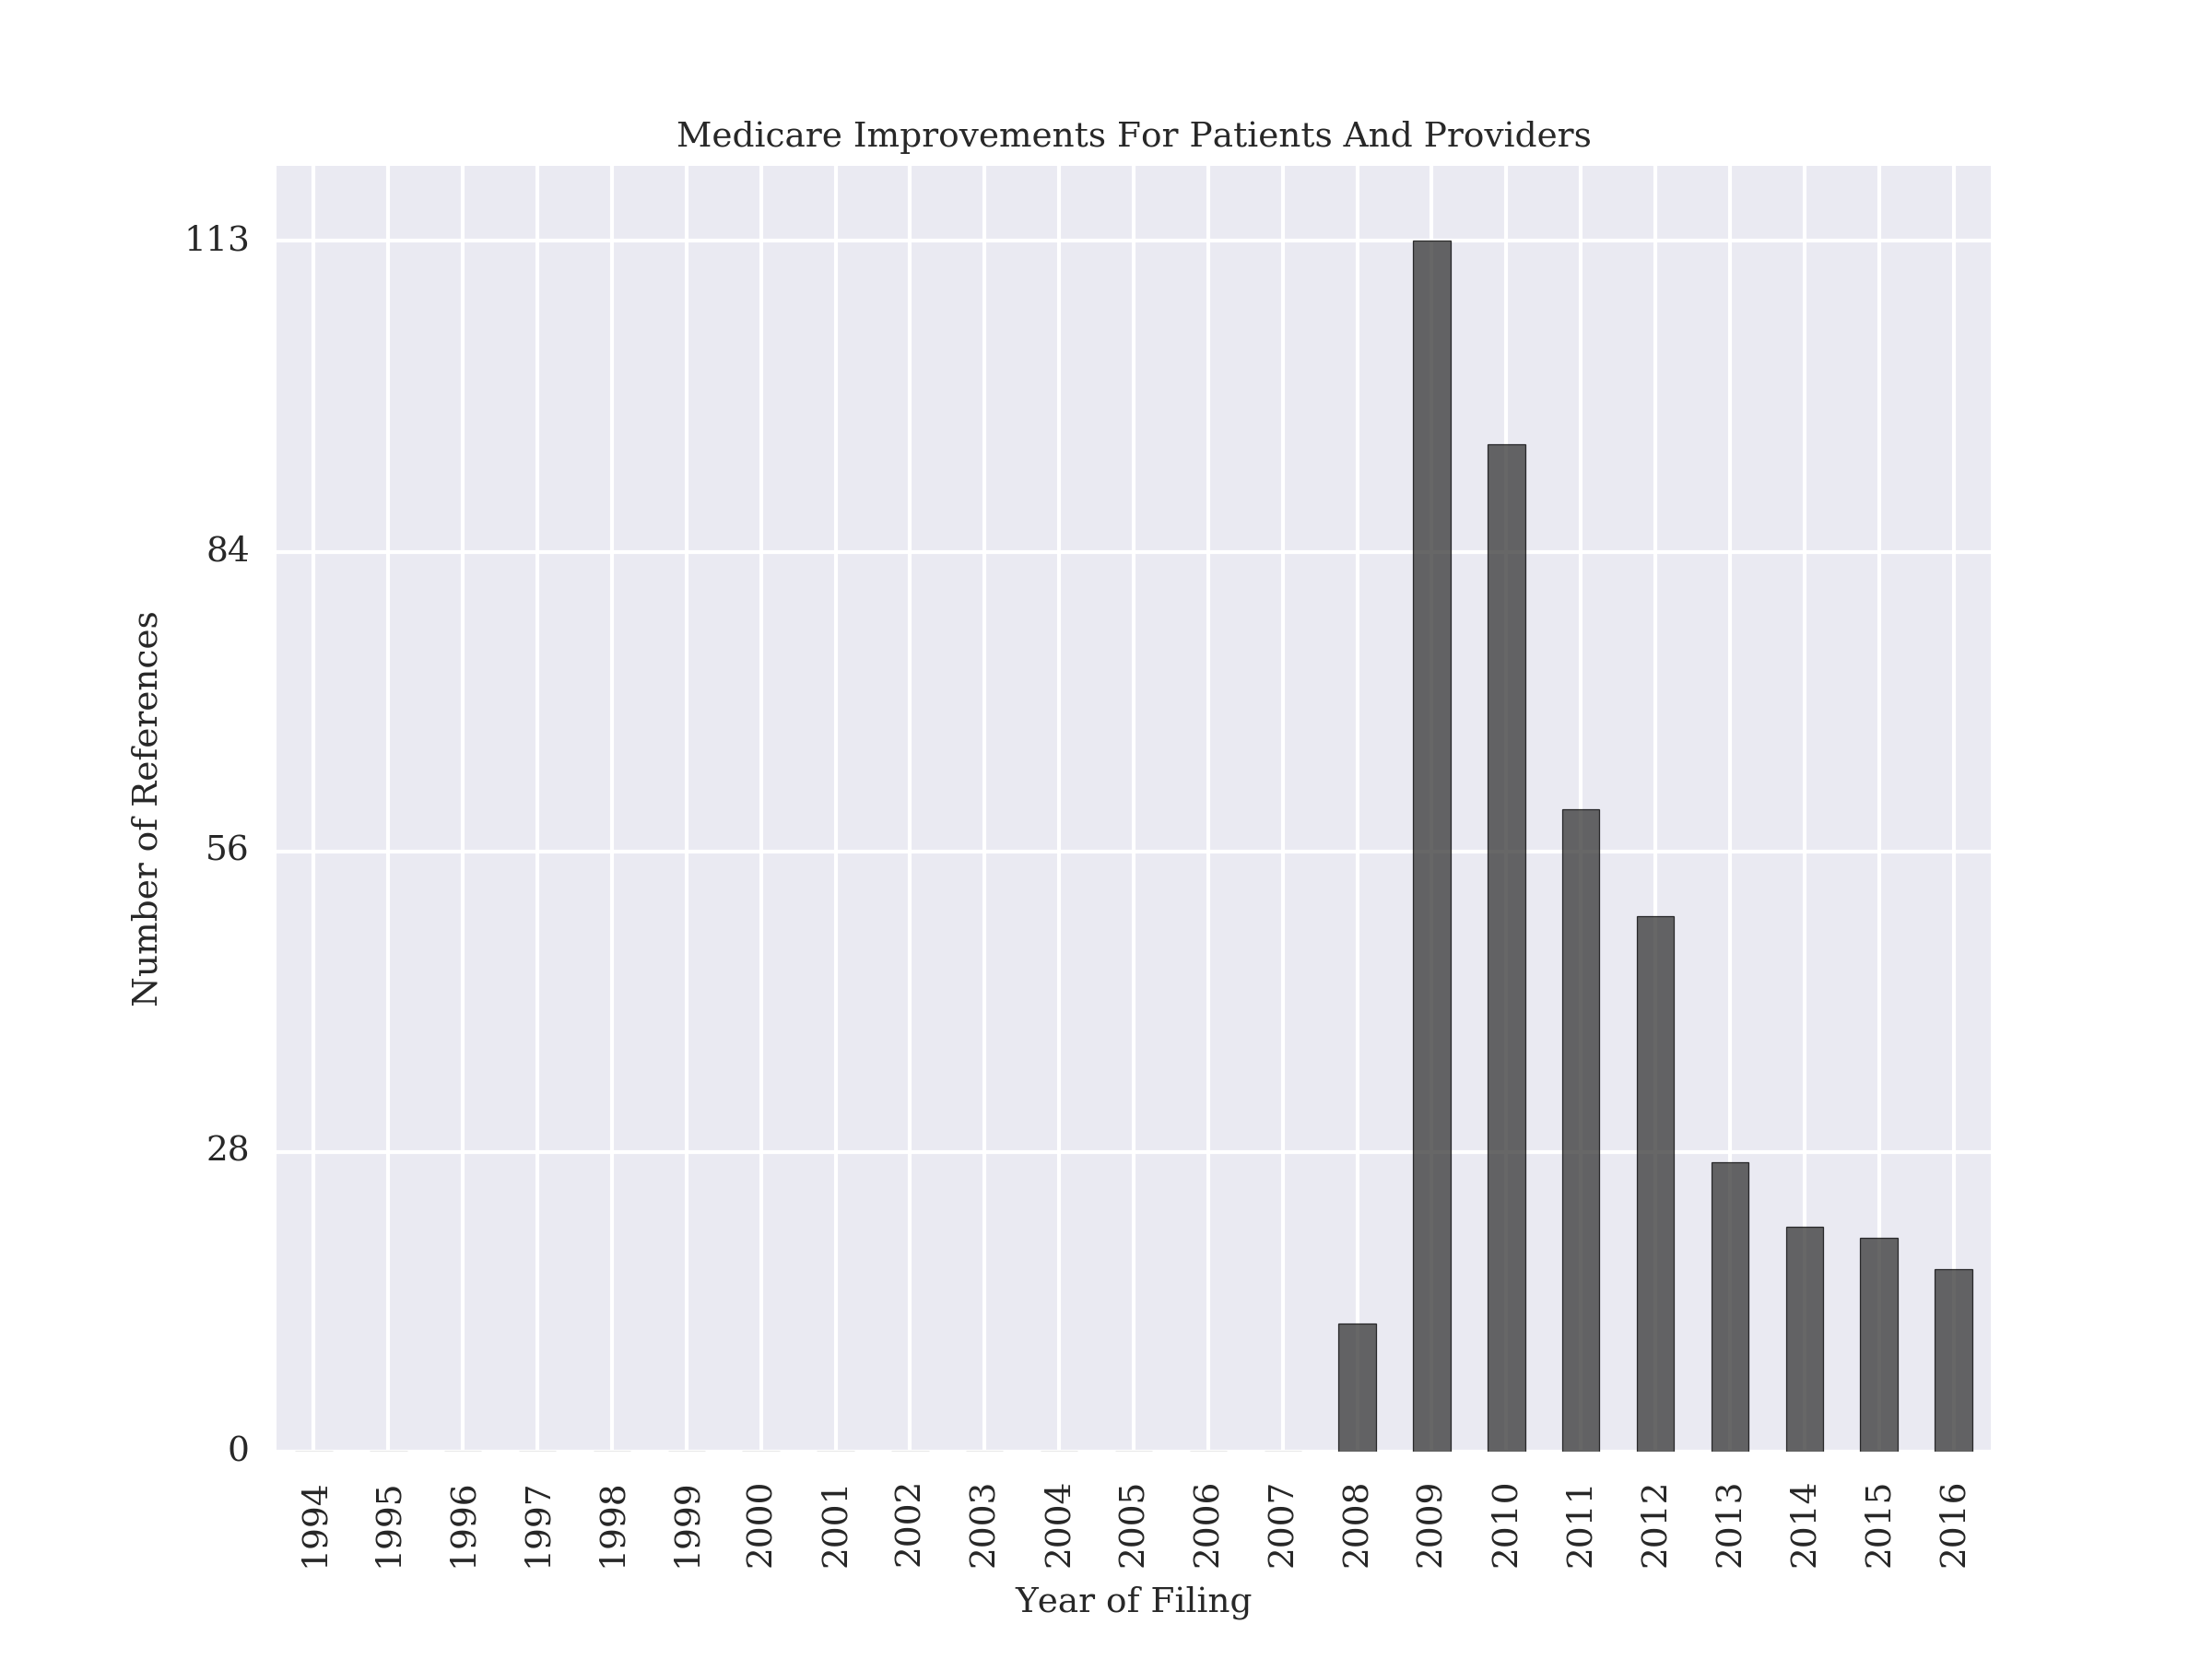 Medicare Improvements For Patients And Providers
Number of References
113
84
56
28
0
1994 1995 1996 1997 1998 1999 2000 2001 2002 2003 2004 2005 2006 2007 2008 2009 2010 2011 2012 2013 2014 2015 2016
Year of Filing